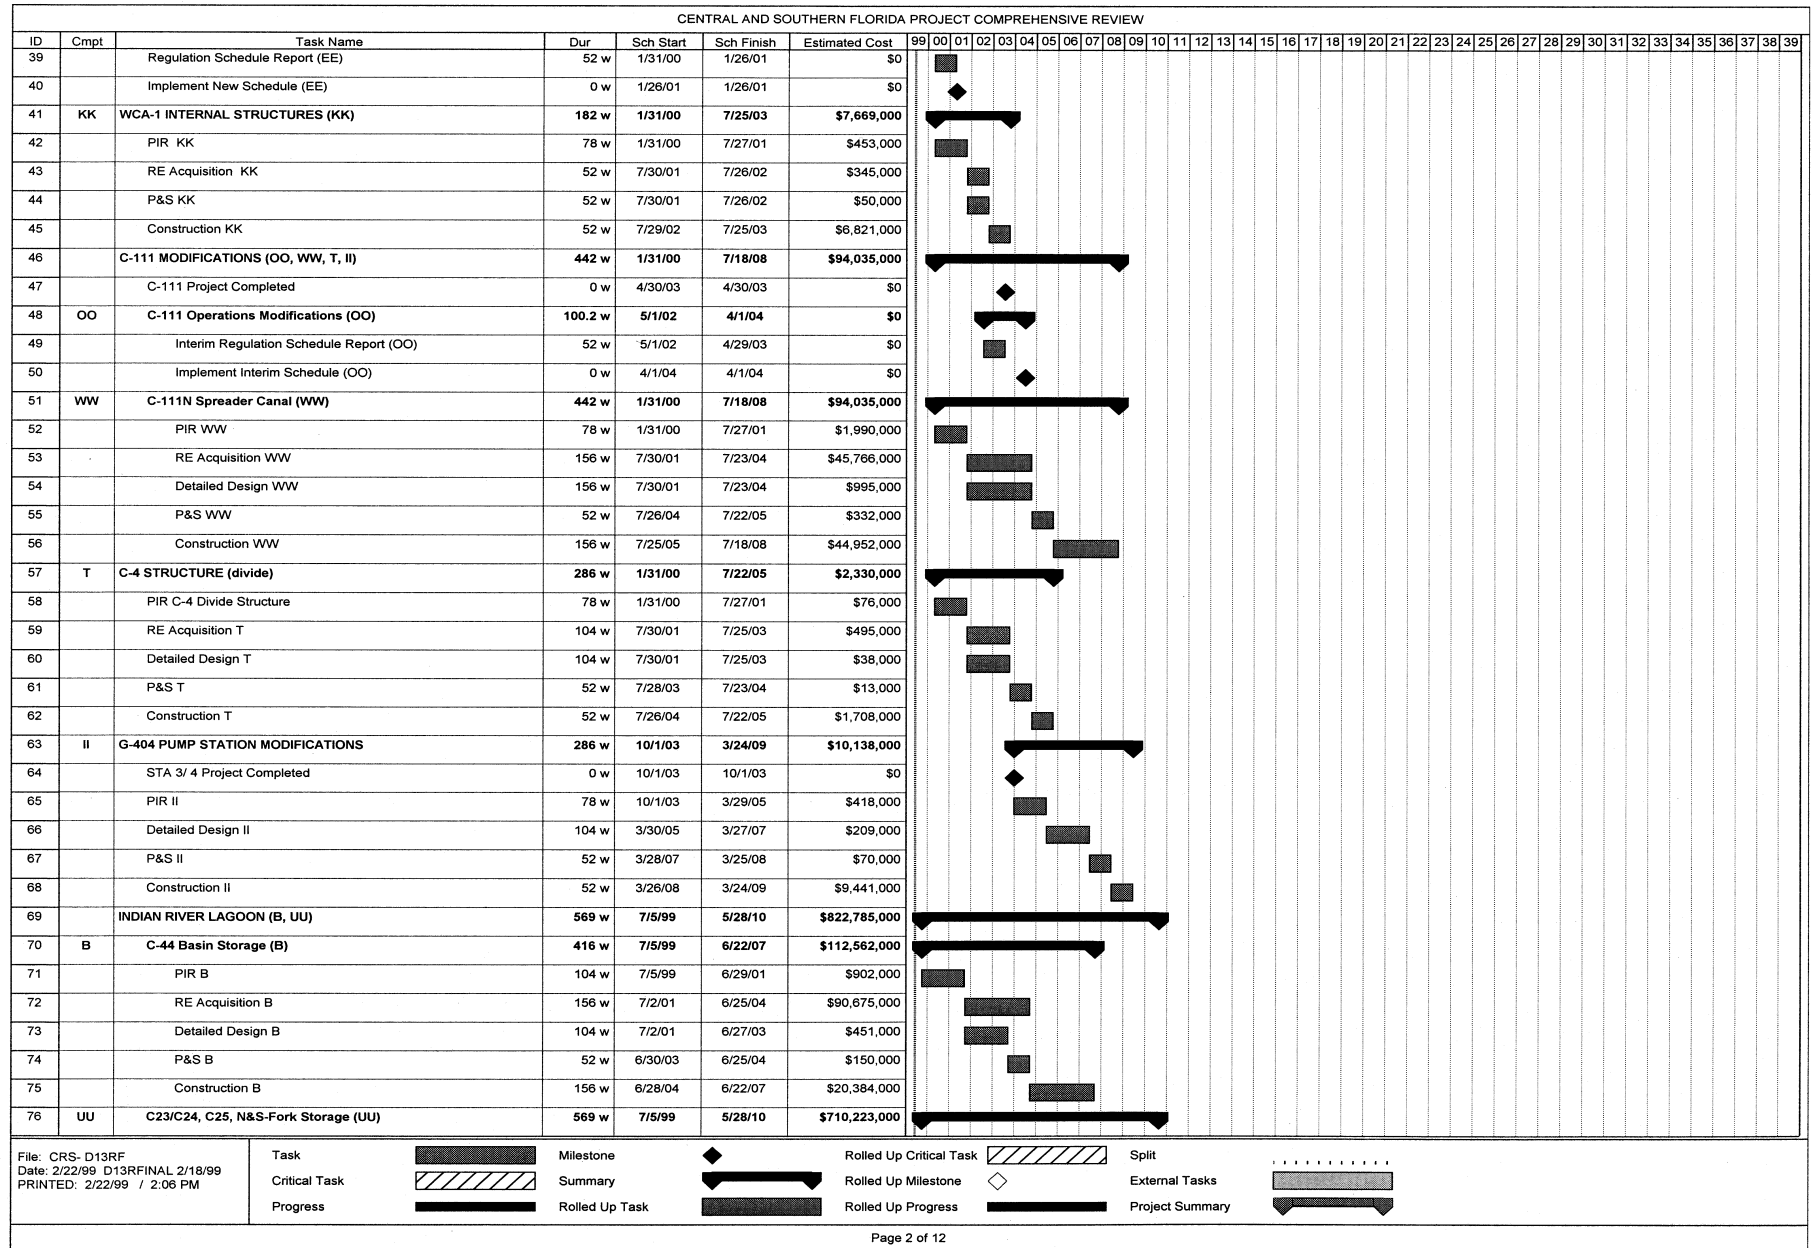 CENTRAL AND SOUTHERN FLORIDA PROJECT COMPREHENSIVE REVIEW
ID Cmpt Task Name Dur Sch Start Sch Finish Estimated Cost 99 00 01 02 03 04 05 06 07 08 09 10 11 12 13 14 15 16 17 18 19 20 21 22 23 24 25 26 27 28 29 30 31 32 33 34 35 36 37 38 39
39 Regulation Schedule Report (EE) 52 w 1/31/00 1/26/01 $0
40 Implement New Schedule (EE) 0 w 1/26/01 1/26/01 $0
41 KK WCA-1 INTERNAL STRUCTURES (KK) 182 w 1/31/00 7/25/03 $7,669,000
42 PIR KK 78 w 1/31/00 7/27/01 $453,000
43 RE Acquisition KK 52 w 7/30/01 7/26/02 $345,000
44 P&S KK 52 w 7/30/01 7/26/02 $50,000
45 Construction KK 52 w 7/29/02 7/25/03 $6,821,000
46 C-111 MODIFICATIONS (OO, WW, T, II) 442 w 1/31/00 7/18/08 $94,035,000
47 C-111 Project Completed 0 w 4/30/03 4/30/03 $0
48 OO C-111 Operations Modifications (OO) 100.2 w 5/1/02 4/1/04 $0
49 Interim Regulation Schedule Report (OO) 52 w 5/1/02 4/29/03 $0
50 Implement Interim Schedule (OO) 0 w 4/1/04 4/1/04 $0
51 WW C-111N Spreader Canal (WW) 442 w 1/31/00 7/18/08 $94,035,000
52 PIR WW 78 w 1/31/00 7/27/01 $1,990,000
53 RE Acquisition WW 156 w 7/30/01 7/23/04 $45,766,000
54 Detailed Design WW 156 w 7/30/01 7/23/04 $995,000
55 P&S WW 52 w 7/26/04 7/22/05 $332,000
56 Construction WW 156 w 7/25/05 7/18/08 $44,952,000
57 T C-4 STRUCTURE (divide) 286 w 1/31/00 7/22/05 $2,330,000
58 PIR C-4 Divide Structure 78 w 1/31/00 7/27/01 $76,000
59 RE Acquisition T 104 w 7/30/01 7/25/03 $495,000
60 Detailed Design T 104 w 7/30/01 7/25/03 $38,000
61 P&S T 52 w 7/28/03 7/23/04 $13,000
62 Construction T 52 w 7/26/04 7/22/05 $1,708,000
63 II G-404 PUMP STATION MODIFICATIONS 286 w 10/1/03 3/24/09 $10,138,000
64 STA 3/ 4 Project Completed 0 w 10/1/03 10/1/03 $0
65 PIR II 78 w 10/1/03 3/29/05 $418,000
66 Detailed Design II 104 w 3/30/05 3/27/07 $209,000
67 P&S II 52 w 3/28/07 3/25/08 $70,000
68 Construction II 52 w 3/26/08 3/24/09 $9,441,000
69 INDIAN RIVER LAGOON (B, UU) 569 w 7/5/99 5/28/10 $822,785,000
70 B C-44 Basin Storage (B) 416 w 7/5/99 6/22/07 $112,562,000
71 PIR B 104 w 7/5/99 6/29/01 $902,000
72 RE Acquisition B 156 w 7/2/01 6/25/04 $90,675,000
73 Detailed Design B 104 w 7/2/01 6/27/03 $451,000
74 P&S B 52 w 6/30/03 6/25/04 $150,000
75 Construction B 156 w 6/28/04 6/22/07 $20,384,000
76 UU C23/C24, C25, N&S-Fork Storage (UU) 569 w 7/5/99 5/28/10 $710,223,000
File: CRS- D13RF
Date: 2/22/99 D13RFINAL 2/18/99
PRINTED: 2/22/99 / 2:06 PM
Task Milestone Rolled Up Critical Task Split
Critical Task Summary Rolled Up Milestone External Tasks
Progress Rolled Up Task Rolled Up Progress Project Summary
Page 2 of 12